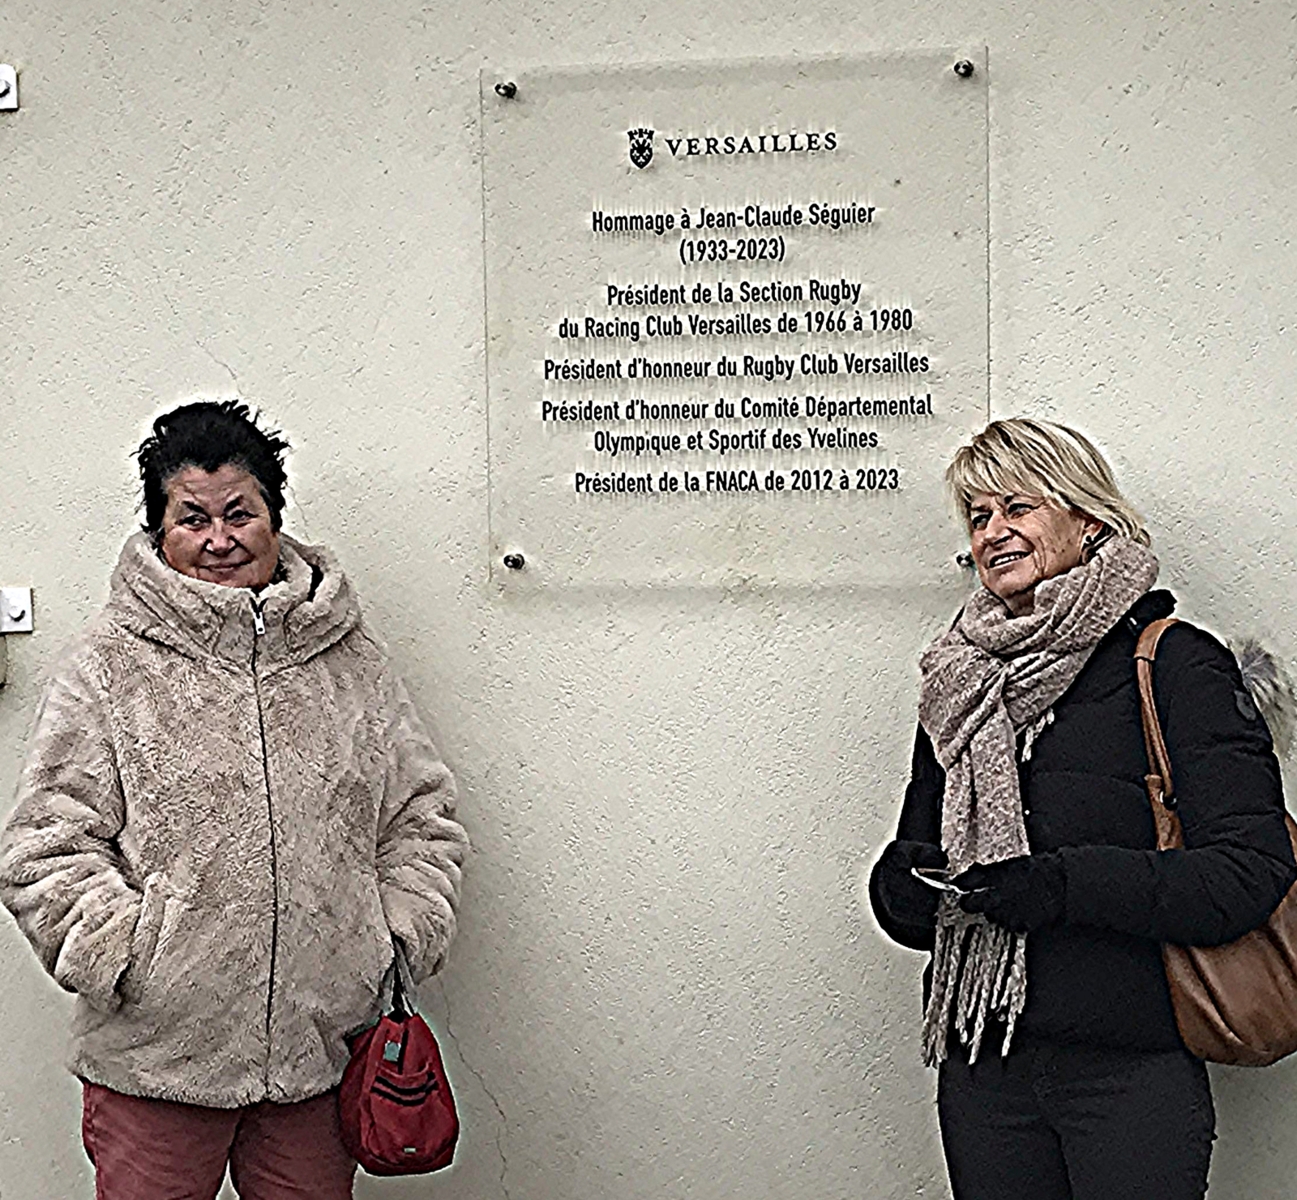 VERSAILLES
Hommage à Jean-Claude Séguier
(1933-2023)
Président de la Section Rugby
du Racing Club Versailles de 1966 à 1980
Président d'honneur du Rugby Club Versailles
Président d'honneur du Comité Départemental
Olympique et Sportif des Yvelines
Président de la FNACA de 2012 à 2023